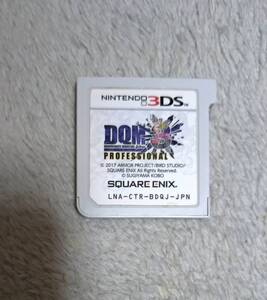 NINTENDO 3DS
DQM
PROFESSIONAL
© 2017 ARMOR PROJECT/BIRD STUDIO/
SQUARE ENIX All Rights Reserved.
© SUGIYAMA KOBO
SQUARE ENIX.
LNA-CTR-BDQJ-JPN